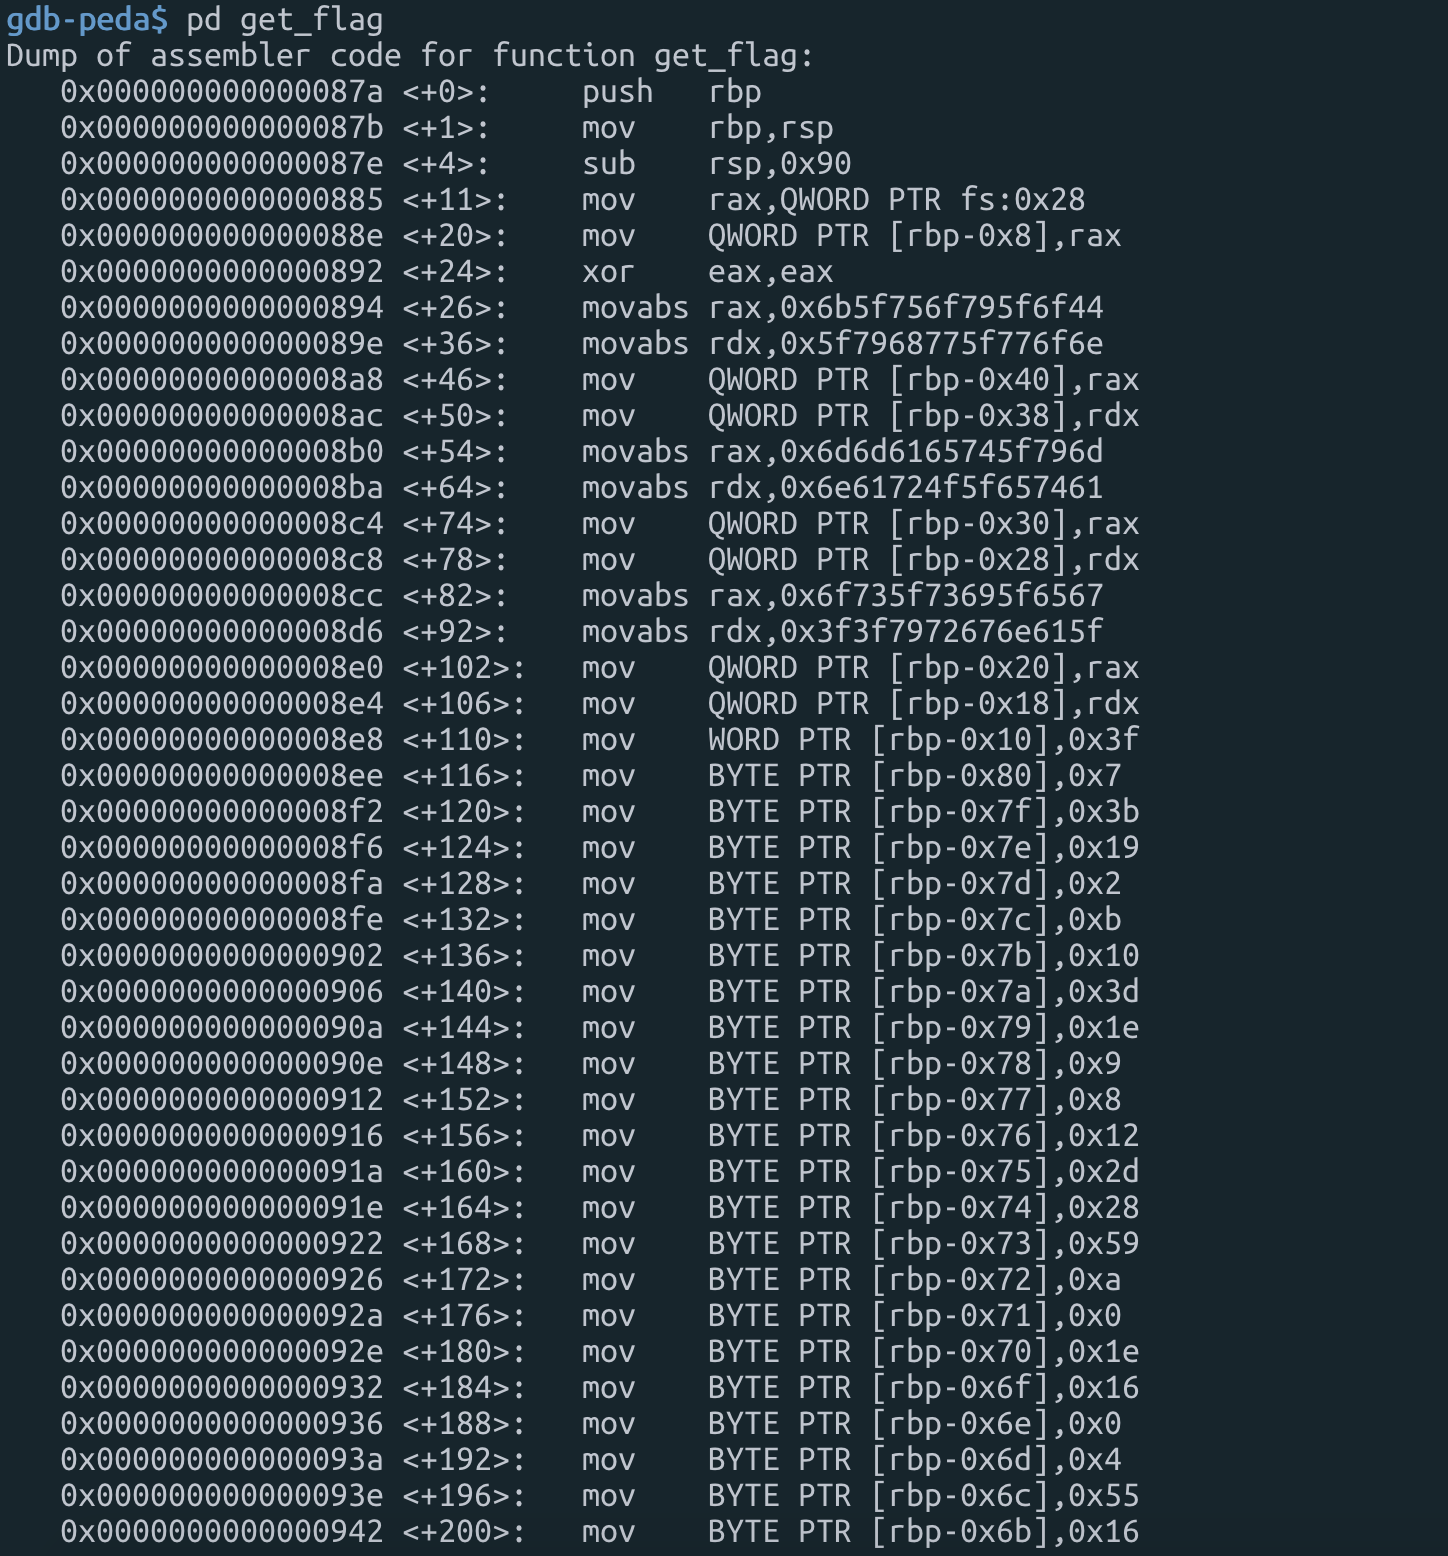 gdb-peda$ pd get_flag
Dump of assembler code for function get_flag:
   0x000000000000087a <+0>:     push   rbp
   0x000000000000087b <+1>:     mov    rbp,rsp
   0x000000000000087e <+4>:     sub    rsp,0x90
   0x0000000000000885 <+11>:    mov    rax,QWORD PTR fs:0x28
   0x000000000000088e <+20>:    mov    QWORD PTR [rbp-0x8],rax
   0x0000000000000892 <+24>:    xor    eax,eax
   0x0000000000000894 <+26>:    movabs rax,0x6b5f756f795f6f44
   0x000000000000089e <+36>:    movabs rdx,0x5f7968775f776f6e
   0x00000000000008a8 <+46>:    mov    QWORD PTR [rbp-0x40],rax
   0x00000000000008ac <+50>:    mov    QWORD PTR [rbp-0x38],rdx
   0x00000000000008b0 <+54>:    movabs rax,0x6d6d6165745f796d
   0x00000000000008ba <+64>:    movabs rdx,0x6e61724f5f657461
   0x00000000000008c4 <+74>:    mov    QWORD PTR [rbp-0x30],rax
   0x00000000000008c8 <+78>:    mov    QWORD PTR [rbp-0x28],rdx
   0x00000000000008cc <+82>:    movabs rax,0x6f735f73695f6567
   0x00000000000008d6 <+92>:    movabs rdx,0x3f3f7972676e615f
   0x00000000000008e0 <+102>:   mov    QWORD PTR [rbp-0x20],rax
   0x00000000000008e4 <+106>:   mov    QWORD PTR [rbp-0x18],rdx
   0x00000000000008e8 <+110>:   mov    WORD PTR [rbp-0x10],0x3f
   0x00000000000008ee <+116>:   mov    BYTE PTR [rbp-0x80],0x7
   0x00000000000008f2 <+120>:   mov    BYTE PTR [rbp-0x7f],0x3b
   0x00000000000008f6 <+124>:   mov    BYTE PTR [rbp-0x7e],0x19
   0x00000000000008fa <+128>:   mov    BYTE PTR [rbp-0x7d],0x2
   0x00000000000008fe <+132>:   mov    BYTE PTR [rbp-0x7c],0xb
   0x0000000000000902 <+136>:   mov    BYTE PTR [rbp-0x7b],0x10
   0x0000000000000906 <+140>:   mov    BYTE PTR [rbp-0x7a],0x3d
   0x000000000000090a <+144>:   mov    BYTE PTR [rbp-0x79],0x1e
   0x000000000000090e <+148>:   mov    BYTE PTR [rbp-0x78],0x9
   0x0000000000000912 <+152>:   mov    BYTE PTR [rbp-0x77],0x8
   0x0000000000000916 <+156>:   mov    BYTE PTR [rbp-0x76],0x12
   0x000000000000091a <+160>:   mov    BYTE PTR [rbp-0x75],0x2d
   0x000000000000091e <+164>:   mov    BYTE PTR [rbp-0x74],0x28
   0x0000000000000922 <+168>:   mov    BYTE PTR [rbp-0x73],0x59
   0x0000000000000926 <+172>:   mov    BYTE PTR [rbp-0x72],0xa
   0x000000000000092a <+176>:   mov    BYTE PTR [rbp-0x71],0x0
   0x000000000000092e <+180>:   mov    BYTE PTR [rbp-0x70],0x1e
   0x0000000000000932 <+184>:   mov    BYTE PTR [rbp-0x6f],0x16
   0x0000000000000936 <+188>:   mov    BYTE PTR [rbp-0x6e],0x0
   0x000000000000093a <+192>:   mov    BYTE PTR [rbp-0x6d],0x4
   0x000000000000093e <+196>:   mov    BYTE PTR [rbp-0x6c],0x55
   0x0000000000000942 <+200>:   mov    BYTE PTR [rbp-0x6b],0x16